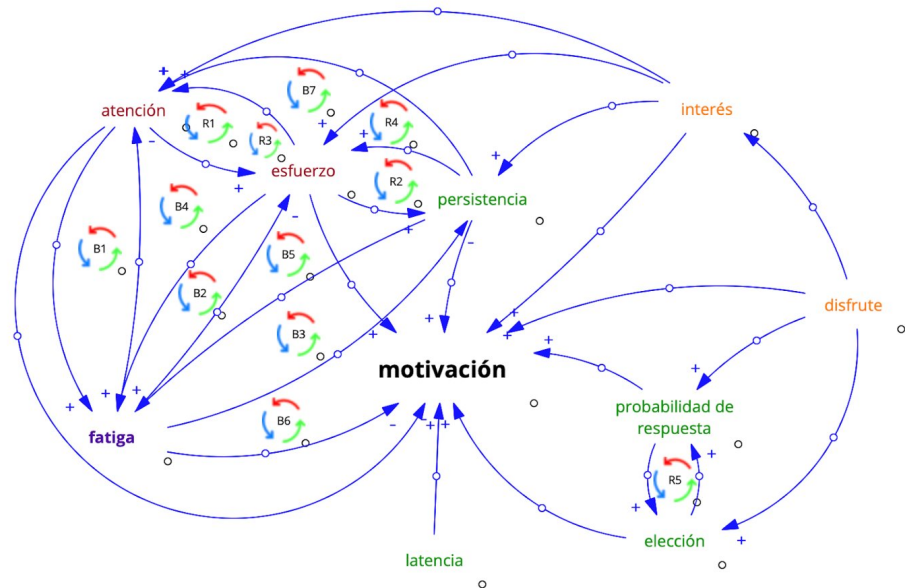 B7
atención
interés
R1
R4
R3
esfuerzo
R2
persistencia
B4
B1
B5
B2
disfrute
B3
motivación
probabilidad de
respuesta
B6
fatiga
R5
elección
latencia
+
+
+
+
+
-
+
-
+
-
+
+
+
+
+
+
+
+
-
-
+
+
+
+
+